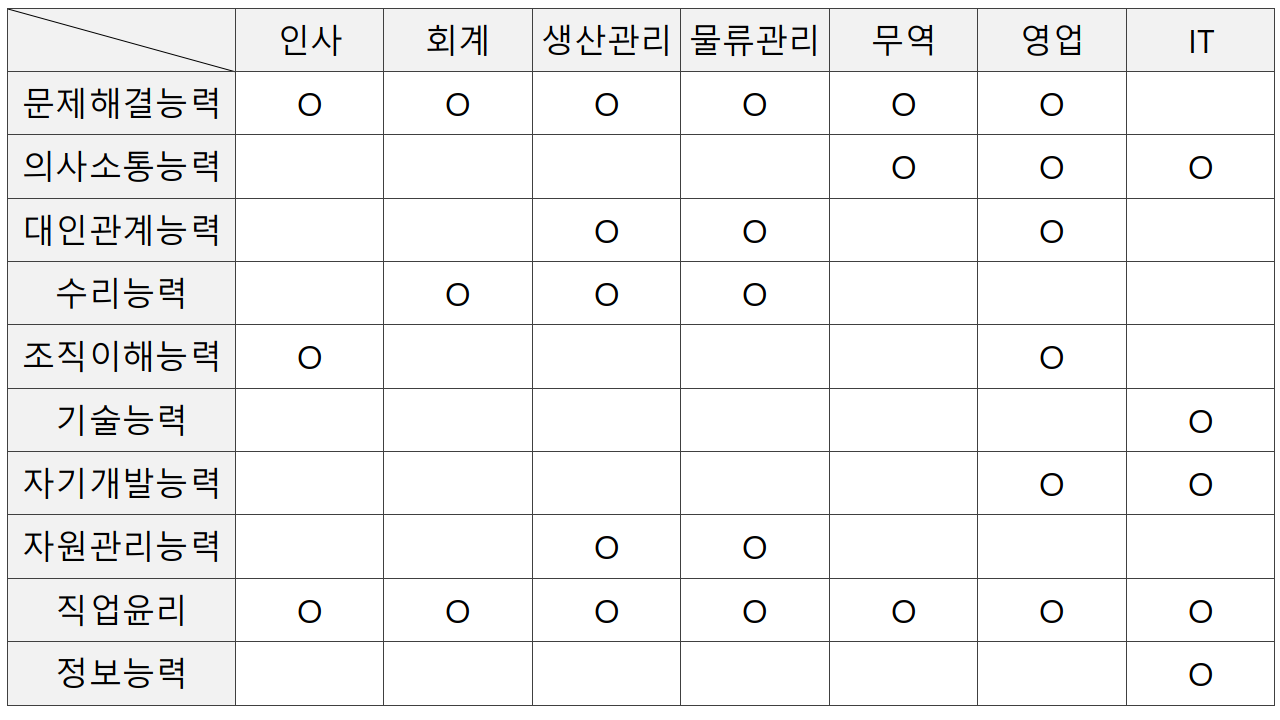 인사 회계 생산관리 물류관리 무역 영업 IT
문제해결능력 O O O O O O
의사소통능력 O O O
대인관계능력 O O O
수리능력 O O O
조직이해능력 O O
기술능력 O
자기개발능력 O O
자원관리능력 O O
직업윤리 O O O O O O O
정보능력 O